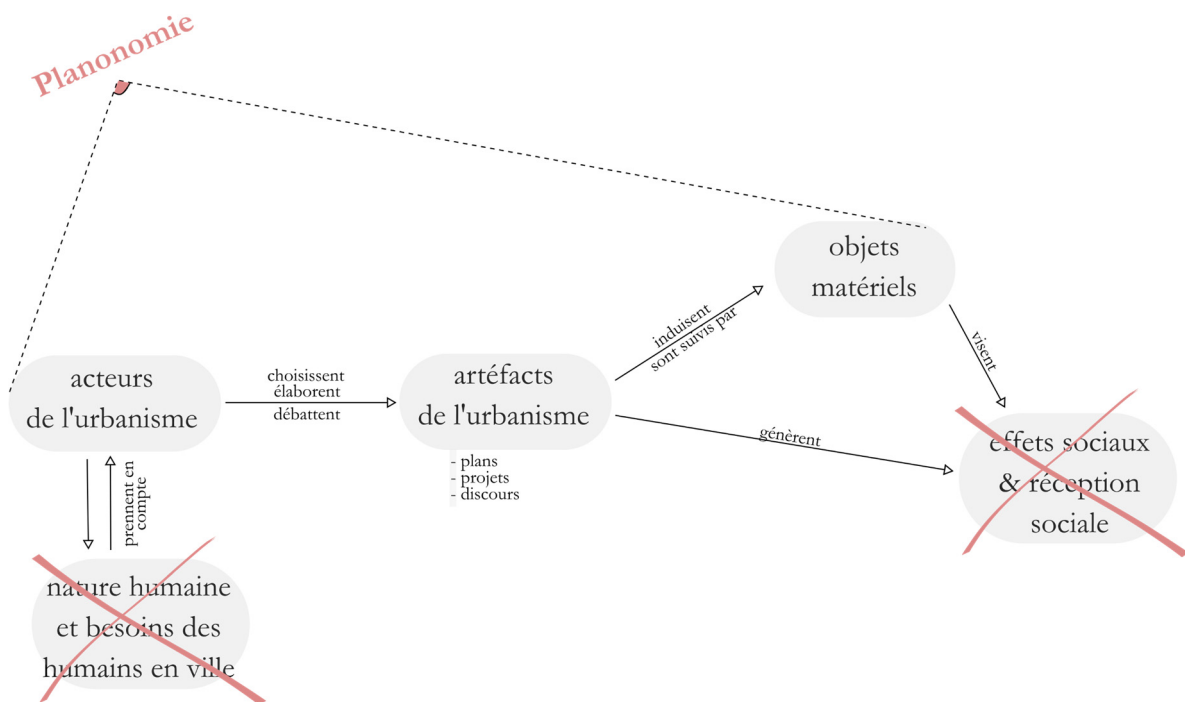 Planonomie
objets
matériels
induisent
sont suivis par
visent
acteurs
de l'urbanisme
choisissent
élaborent
débattent
artéfacts
de l'urbanisme
- plans
- projets
- discours
génèrent
effets sociaux
& réception
sociale
prennent en
compte
nature humaine
et besoins des
humains en ville